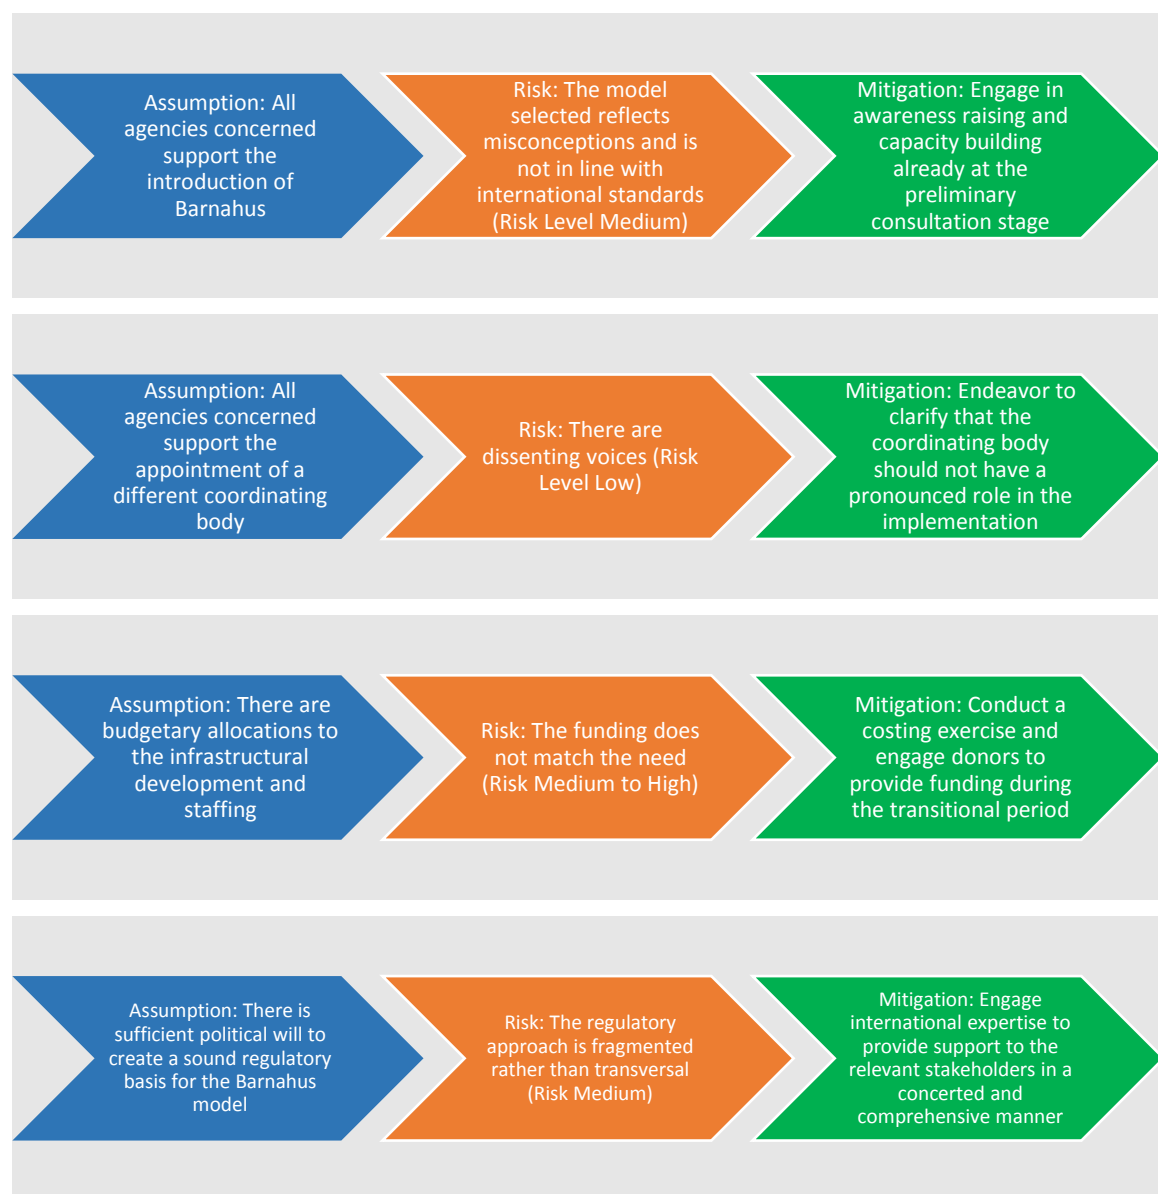 Assumption: All
agencies concerned
support the
introduction of
Barnahus
Risk: The model
selected reflects
misconceptions and is
not in line with
international standards
(Risk Level Medium)
Mitigation: Engage in
awareness raising and
capacity building
already at the
preliminary
consultation stage
Assumption: All
agencies concerned
support the
appointment of a
different coordinating
body
Risk: There are
dissenting voices (Risk
Level Low)
Mitigation: Endeavor to
clarify that the
coordinating body
should not have a
pronounced role in the
implementation
Assumption: There are
budgetary allocations to
the infrastructural
development and
staffing
Risk: The funding does
not match the need
(Risk Medium to High)
Mitigation: Conduct a
costing exercise and
engage donors to
provide funding during
the transitional period
Assumption: There is
sufficient political will to
create a sound regulatory
basis for the Barnahus
model
Risk: The regulatory
approach is fragmented
rather than transversal
(Risk Medium)
Mitigation: Engage
international expertise to
provide support to the
relevant stakeholders in a
concerted and
comprehensive manner